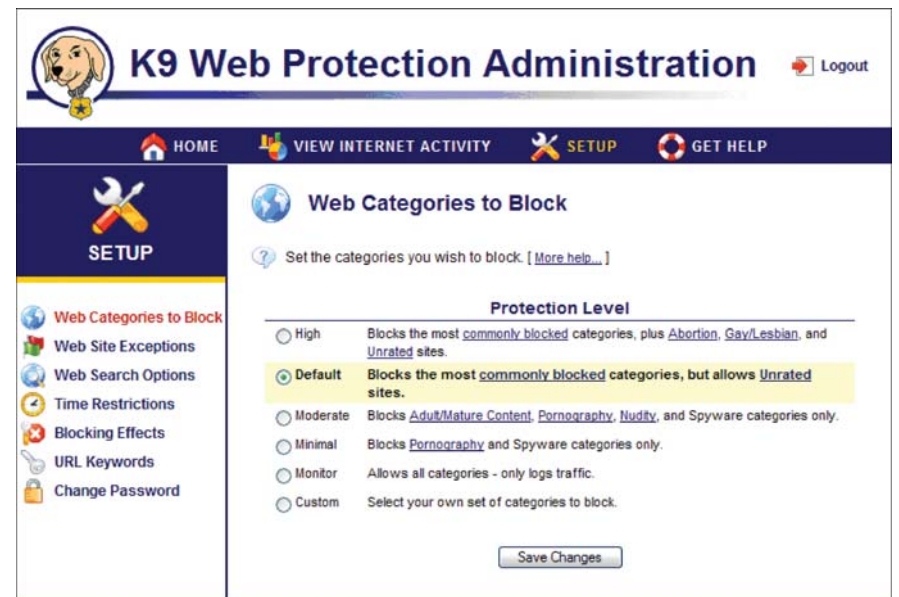 K9 Web Protection Administration
Logout
HOME
VIEW INTERNET ACTIVITY
SETUP
GET HELP
SETUP
Web Categories to Block
Web Site Exceptions
Web Search Options
Time Restrictions
Blocking Effects
URL Keywords
Change Password
Web Categories to Block
Set the categories you wish to block. [ More help... ]
Protection Level
High Blocks the most commonly blocked categories, plus Abortion, Gay/Lesbian, and
Unrated sites.
Default Blocks the most commonly blocked categories, but allows Unrated
sites.
Moderate Blocks Adult/Mature Content, Pornography, Nudity, and Spyware categories only.
Minimal Blocks Pornography and Spyware categories only.
Monitor Allows all categories - only logs traffic.
Custom Select your own set of categories to block.
Save Changes